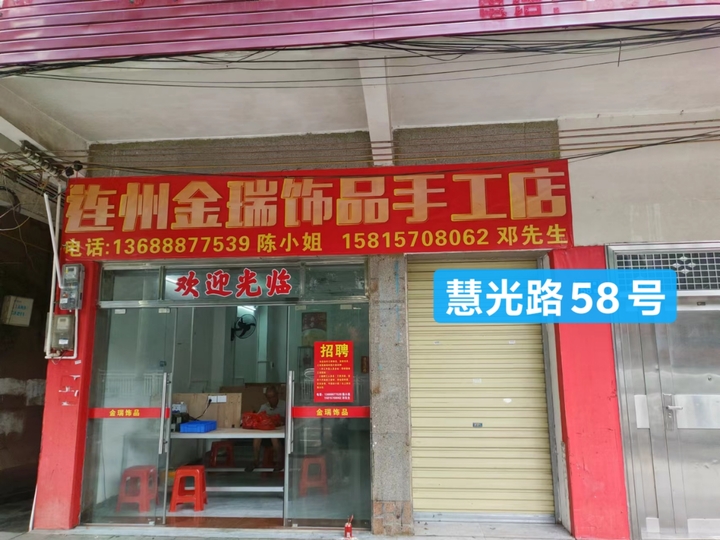 连州金瑞饰品手工店
电话:13688877539 陈小姐 15815708062 邓先生
欢迎光临
慧光路58号
招聘
金瑞饰品
金瑞饰品